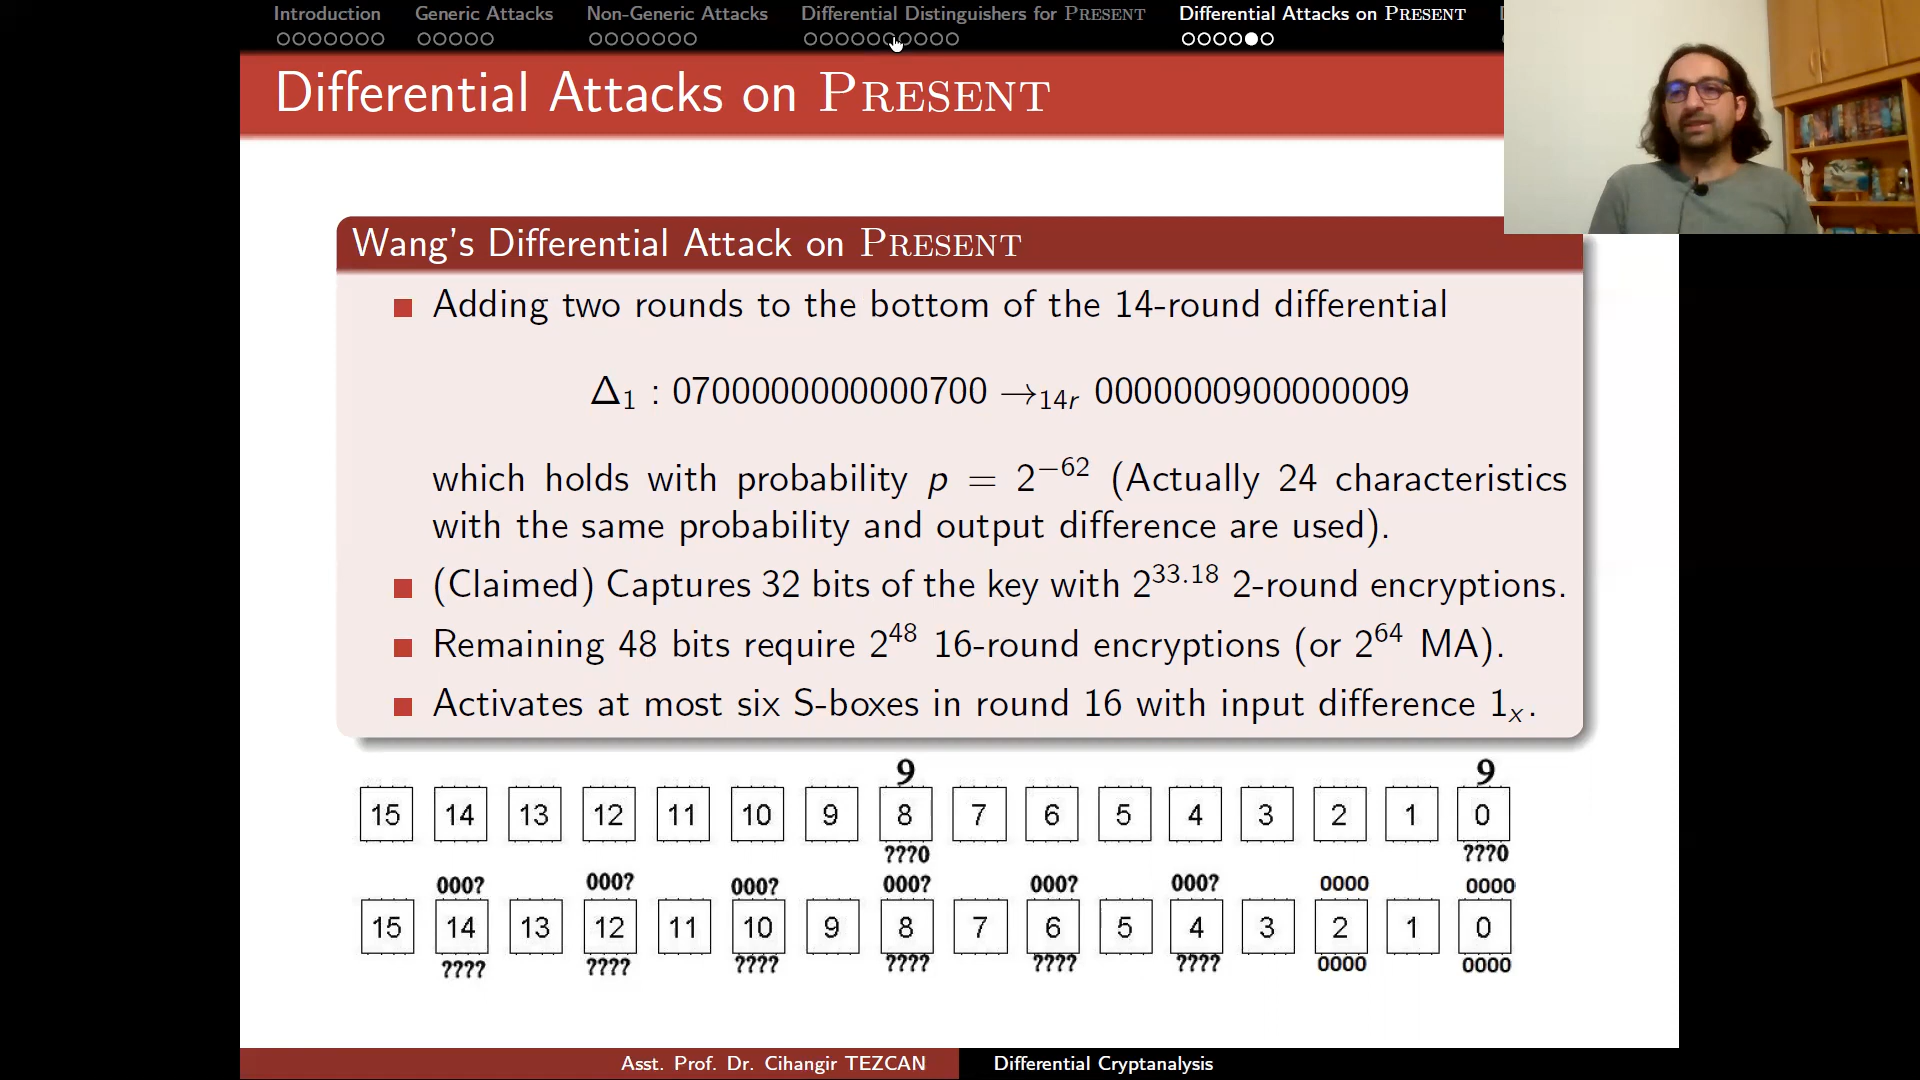 Introduction Generic Attacks Non-Generic Attacks Differential Distinguishers for PRESENT Differential Attacks on PRESENT
Differential Attacks on PRESENT
Wang's Differential Attack on PRESENT
Adding two rounds to the bottom of the 14-round differential
Δ₁ : 0700000000000700 →₁₄ᵣ 0000000900000009
which holds with probability p = 2⁻⁶² (Actually 24 characteristics
with the same probability and output difference are used).
(Claimed) Captures 32 bits of the key with 2³³·¹⁸ 2-round encryptions.
Remaining 48 bits require 2⁴⁸ 16-round encryptions (or 2⁶⁴ MA).
Activates at most six S-boxes in round 16 with input difference 1ₓ.
9 9
15 14 13 12 11 10 9 8 7 6 5 4 3 2 1 0
???0 ???0
000? 000? 000? 000? 000? 000? 0000 0000
15 14 13 12 11 10 9 8 7 6 5 4 3 2 1 0
???? ???? ???? ???? ???? ???? 0000 0000
Asst. Prof. Dr. Cihangir TEZCAN Differential Cryptanalysis